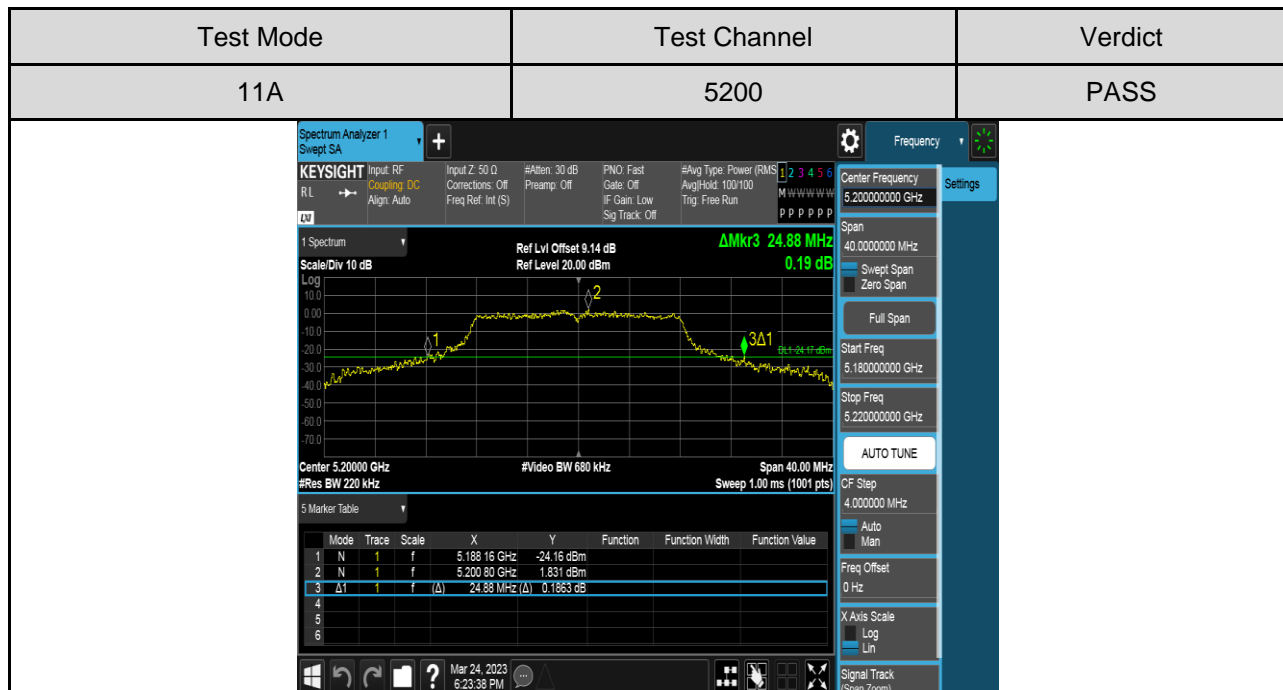 Test Mode Test Channel Verdict
11A 5200 PASS
Spectrum Analyzer 1
Swept SA
+
Frequency
KEYSIGHT Input: RF Input Z: 50 Ω #Atten: 30 dB PNO: Fast #Avg Type: Power (RMS 1 2 3 4 5 6
RL Coupling: DC Corrections: Off Preamp: Off Gate: Off Avg|Hold: 100/100 M W W W W W
Align: Auto Freq Ref: Int (S) IF Gain: Low Trig: Free Run
LXI Sig Track: Off P P P P P P
1 Spectrum
Scale/Div 10 dB
Ref Lvl Offset 9.14 dB
Ref Level 20.00 dBm
ΔMkr3 24.88 MHz
0.19 dB
Log
10.0
0.00
-10.0
-20.0
-30.0
-40.0
-50.0
-60.0
-70.0
1
2
3Δ1
DL1 -24.17 dBm
Center 5.20000 GHz #Video BW 680 kHz Span 40.00 MHz
#Res BW 220 kHz Sweep 1.00 ms (1001 pts)
5 Marker Table
Mode Trace Scale X Y Function Function Width Function Value
1 N 1 f 5.188 16 GHz -24.16 dBm
2 N 1 f 5.200 80 GHz 1.831 dBm
3 Δ1 1 f (Δ) 24.88 MHz (Δ) 0.1863 dB
4
5
6
?
Mar 24, 2023
6:23:38 PM
Center Frequency
5.200000000 GHz
Settings
Span
40.0000000 MHz
Swept Span
Zero Span
Full Span
Start Freq
5.180000000 GHz
Stop Freq
5.220000000 GHz
AUTO TUNE
CF Step
4.000000 MHz
Auto
Man
Freq Offset
0 Hz
X Axis Scale
Log
Lin
Signal Track
(Span Zoom)